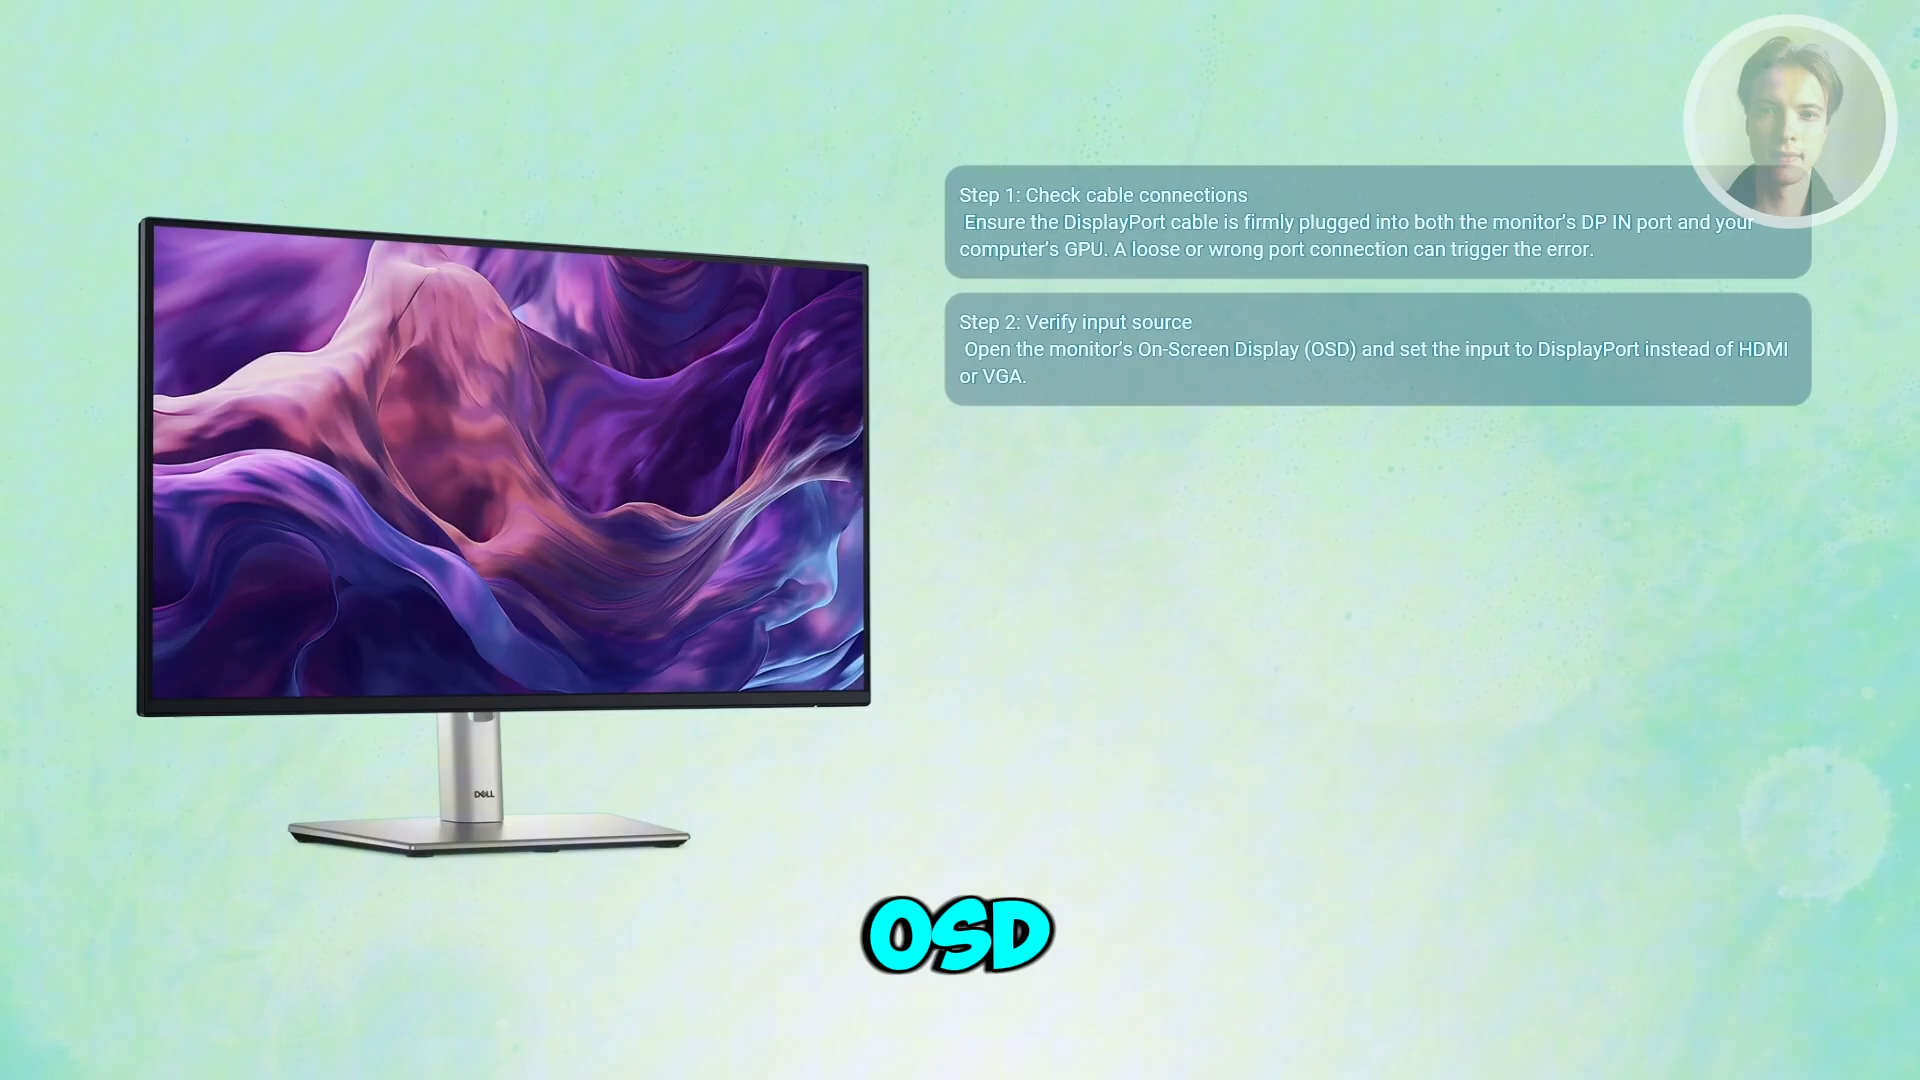 Step 1: Check cable connections
Ensure the DisplayPort cable is firmly plugged into both the monitor’s DP IN port and your
computer’s GPU. A loose or wrong port connection can trigger the error.
Step 2: Verify input source
Open the monitor’s On-Screen Display (OSD) and set the input to DisplayPort instead of HDMI
or VGA.
DELL
OSD